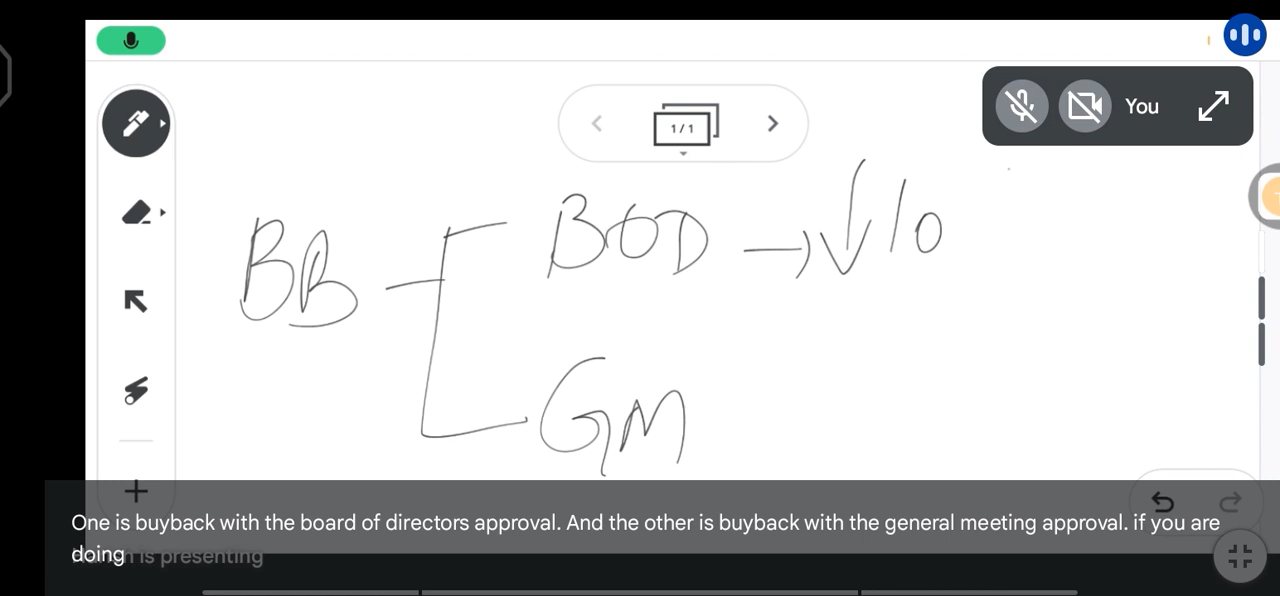 1 / 1
You
BB
BOD → ↓ 10
GM
One is buyback with the board of directors approval. And the other is buyback with the general meeting approval. if you are
doing
is presenting